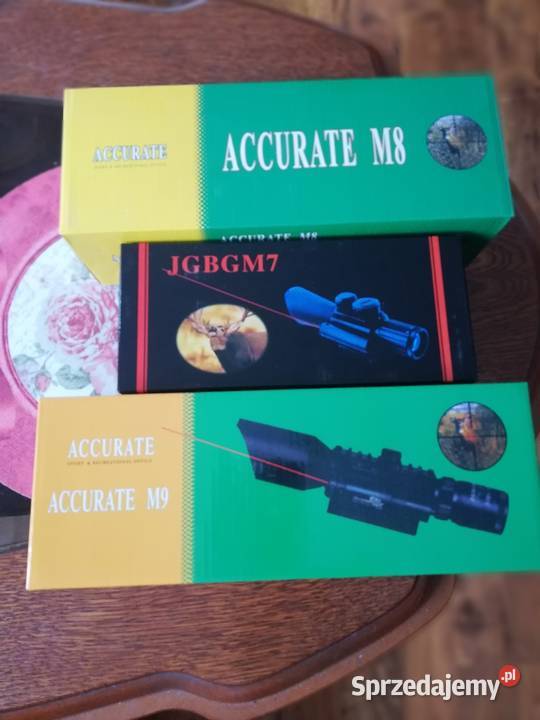 ACCURATE
ACCURATE M8
ACCURATE M8
JGBGM7
ACCURATE
SPORT & RECREATIONAL OPTICS
ACCURATE M9
Sprzedajemy.pl